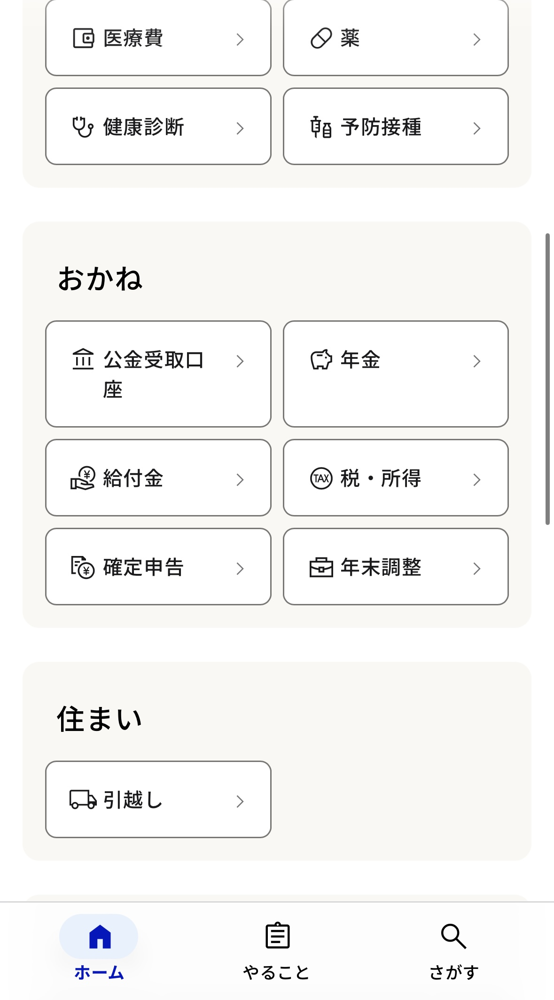 医療費
薬
健康診断
予防接種
おかね
公金受取口
座
年金
給付金
TAX
税・所得
確定申告
年末調整
住まい
引越し
ホーム
やること
さがす